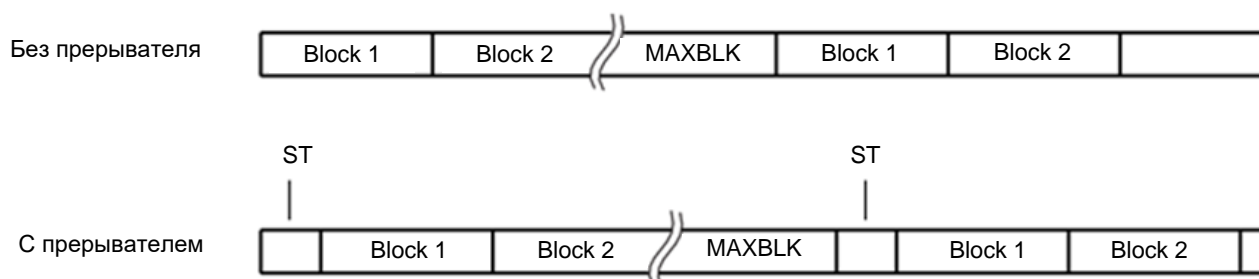 Без прерывателя Block 1 Block 2 MAXBLK Block 1 Block 2
ST ST
С прерывателем Block 1 Block 2 MAXBLK Block 1 Block 2